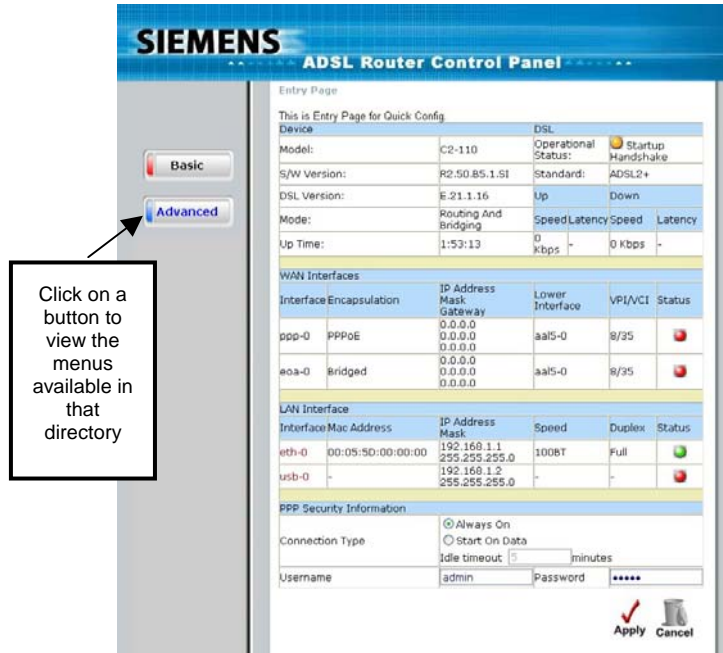 SIEMENS
ADSL Router Control Panel
Entry Page
This is Entry Page for Quick Config.
Basic
Advanced
Click on a
button to
view the
menus
available in
that
directory
Device DSL
Model: C2-110 Operational Status: Startup Handshake
S/W Version: R2.50.85.1.SI Standard: ADSL2+
DSL Version: E.21.1.16 Up Down
Mode: Routing And Bridging Speed Latency Speed Latency
Up Time: 1:53:13 0 Kbps - 0 Kbps -
WAN Interfaces
Interface Encapsulation IP Address Mask Gateway Lower Interface VPI/VCI Status
ppp-0 PPPoE 0.0.0.0 0.0.0.0 0.0.0.0 aal5-0 8/35
eoa-0 Bridged 0.0.0.0 0.0.0.0 0.0.0.0 aal5-0 8/35
LAN Interface
Interface Mac Address IP Address Mask Speed Duplex Status
eth-0 00:05:5D:00:00:00 192.168.1.1 255.255.255.0 100BT Full
usb-0 - 192.168.1.2 255.255.255.0 - -
PPP Security Information
Connection Type Always On
Start On Data
Idle timeout 5 minutes
Username admin Password •••••
Apply Cancel